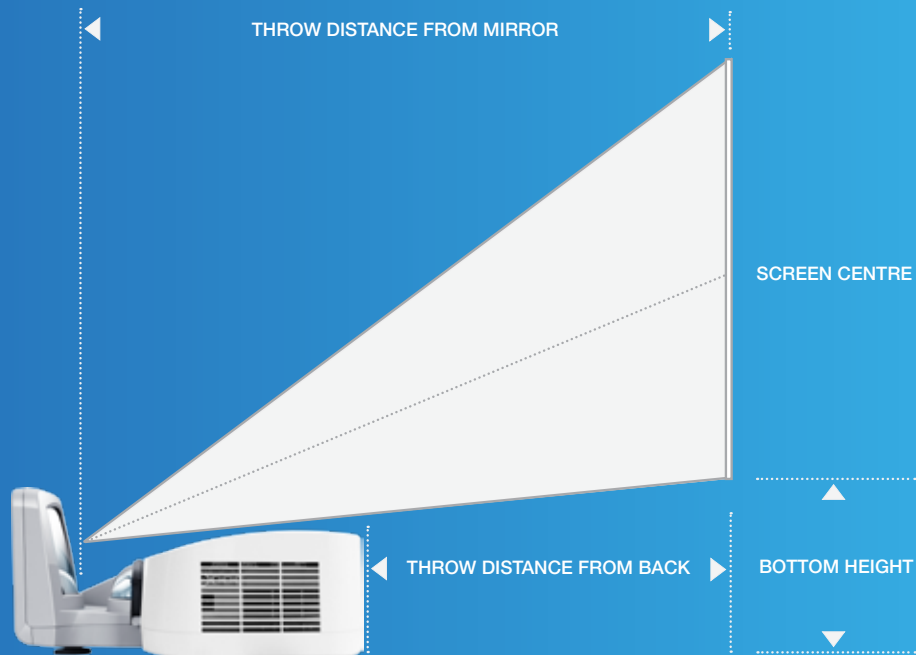 THROW DISTANCE FROM MIRROR
SCREEN CENTRE
THROW DISTANCE FROM BACK
BOTTOM HEIGHT